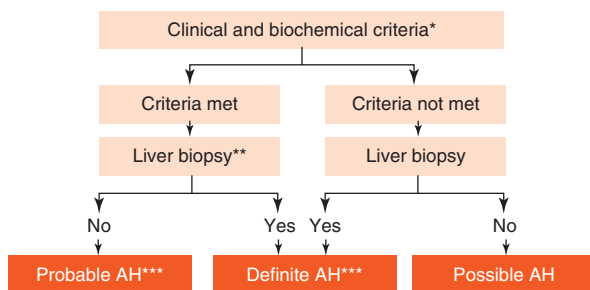 Clinical and biochemical criteria*
Criteria met
Criteria not met
Liver biopsy**
Liver biopsy
No
Yes
Yes
No
Probable AH***
Definite AH***
Possible AH